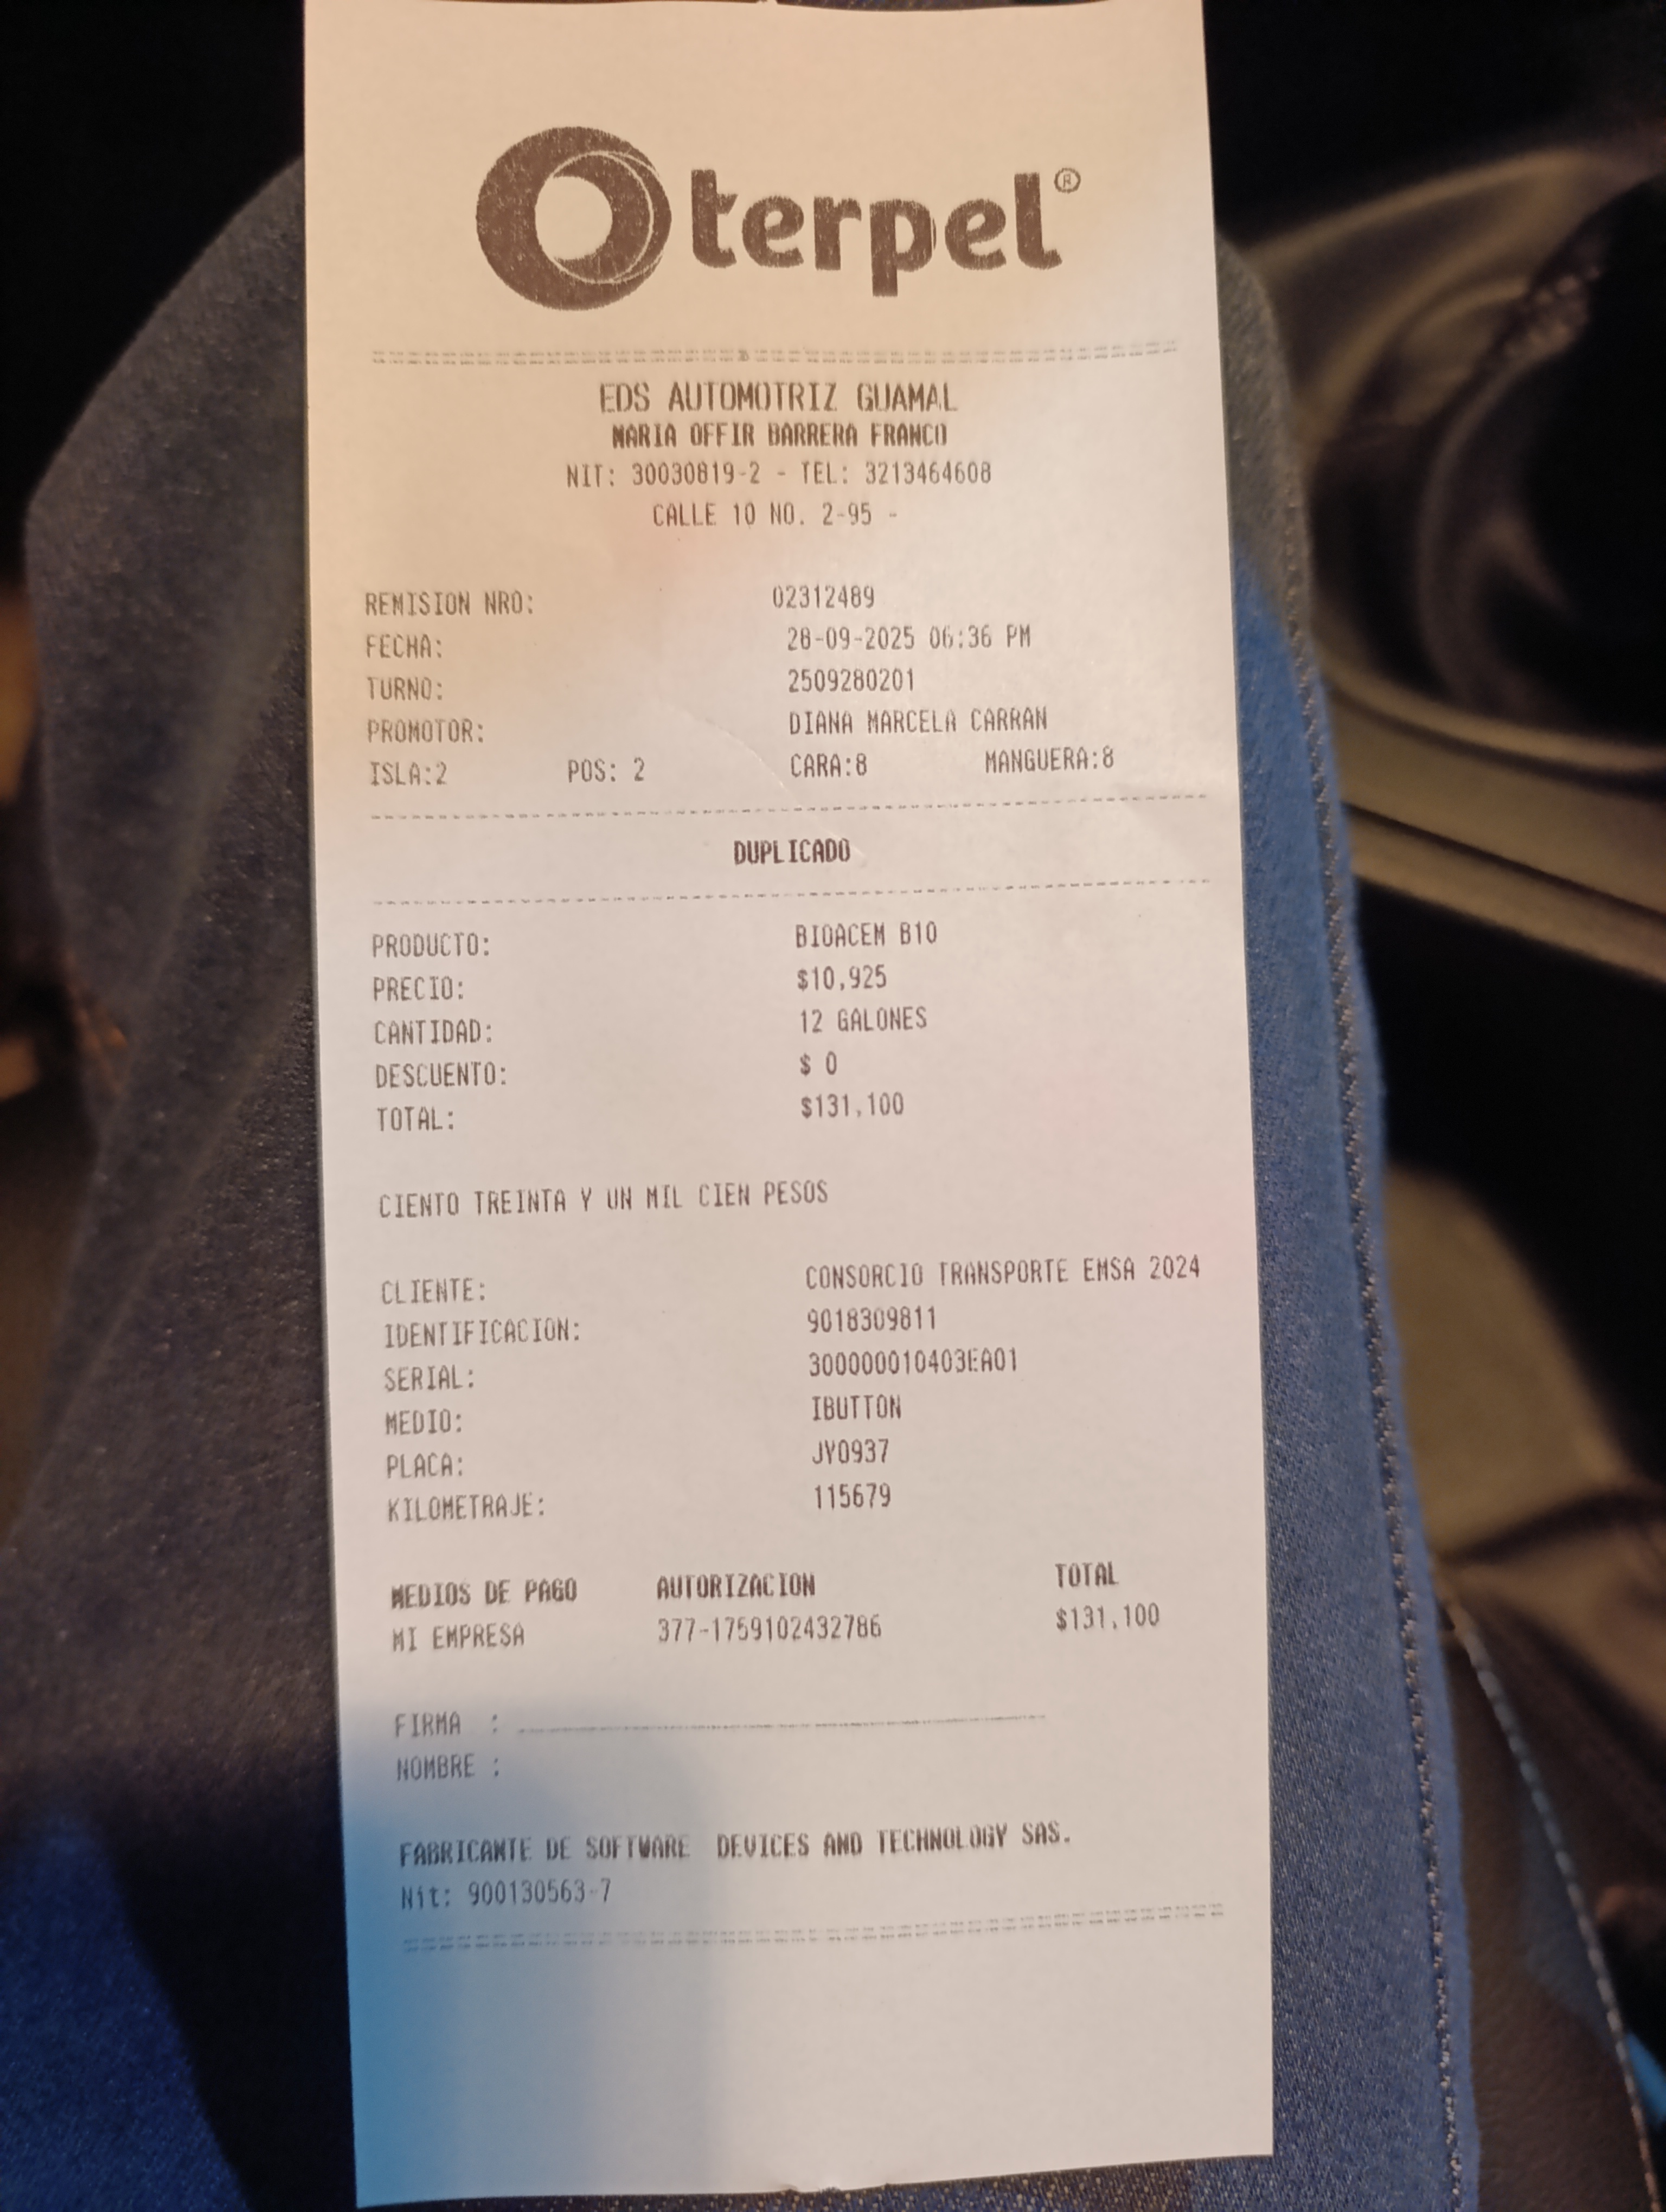 terpel®
EDS AUTOMOTRIZ GUAMAL
MARIA OFFIR BARRERA FRANCO
NIT: 30030819-2 - TEL: 3213464608
CALLE 10 NO. 2-95 -
REMISION NRO: 02312489
FECHA: 28-09-2025 06:36 PM
TURNO: 2509280201
PROMOTOR: DIANA MARCELA CARRAN
ISLA:2 POS: 2 CARA:8 MANGUERA:8
DUPLICADO
PRODUCTO: BIOACEM B10
PRECIO: $10,925
CANTIDAD: 12 GALONES
DESCUENTO: $ 0
TOTAL: $131,100
CIENTO TREINTA Y UN MIL CIEN PESOS
CLIENTE: CONSORCIO TRANSPORTE EMSA 2024
IDENTIFICACION: 9018309811
SERIAL: 300000010403EA01
MEDIO: IBUTTON
PLACA: JYO937
KILOMETRAJE: 115679
MEDIOS DE PAGO AUTORIZACION TOTAL
MI EMPRESA 377-1759102432786 $131,100
FIRMA :
NOMBRE :
FABRICANTE DE SOFTWARE DEVICES AND TECHNOLOGY SAS.
Nit: 900130563-7